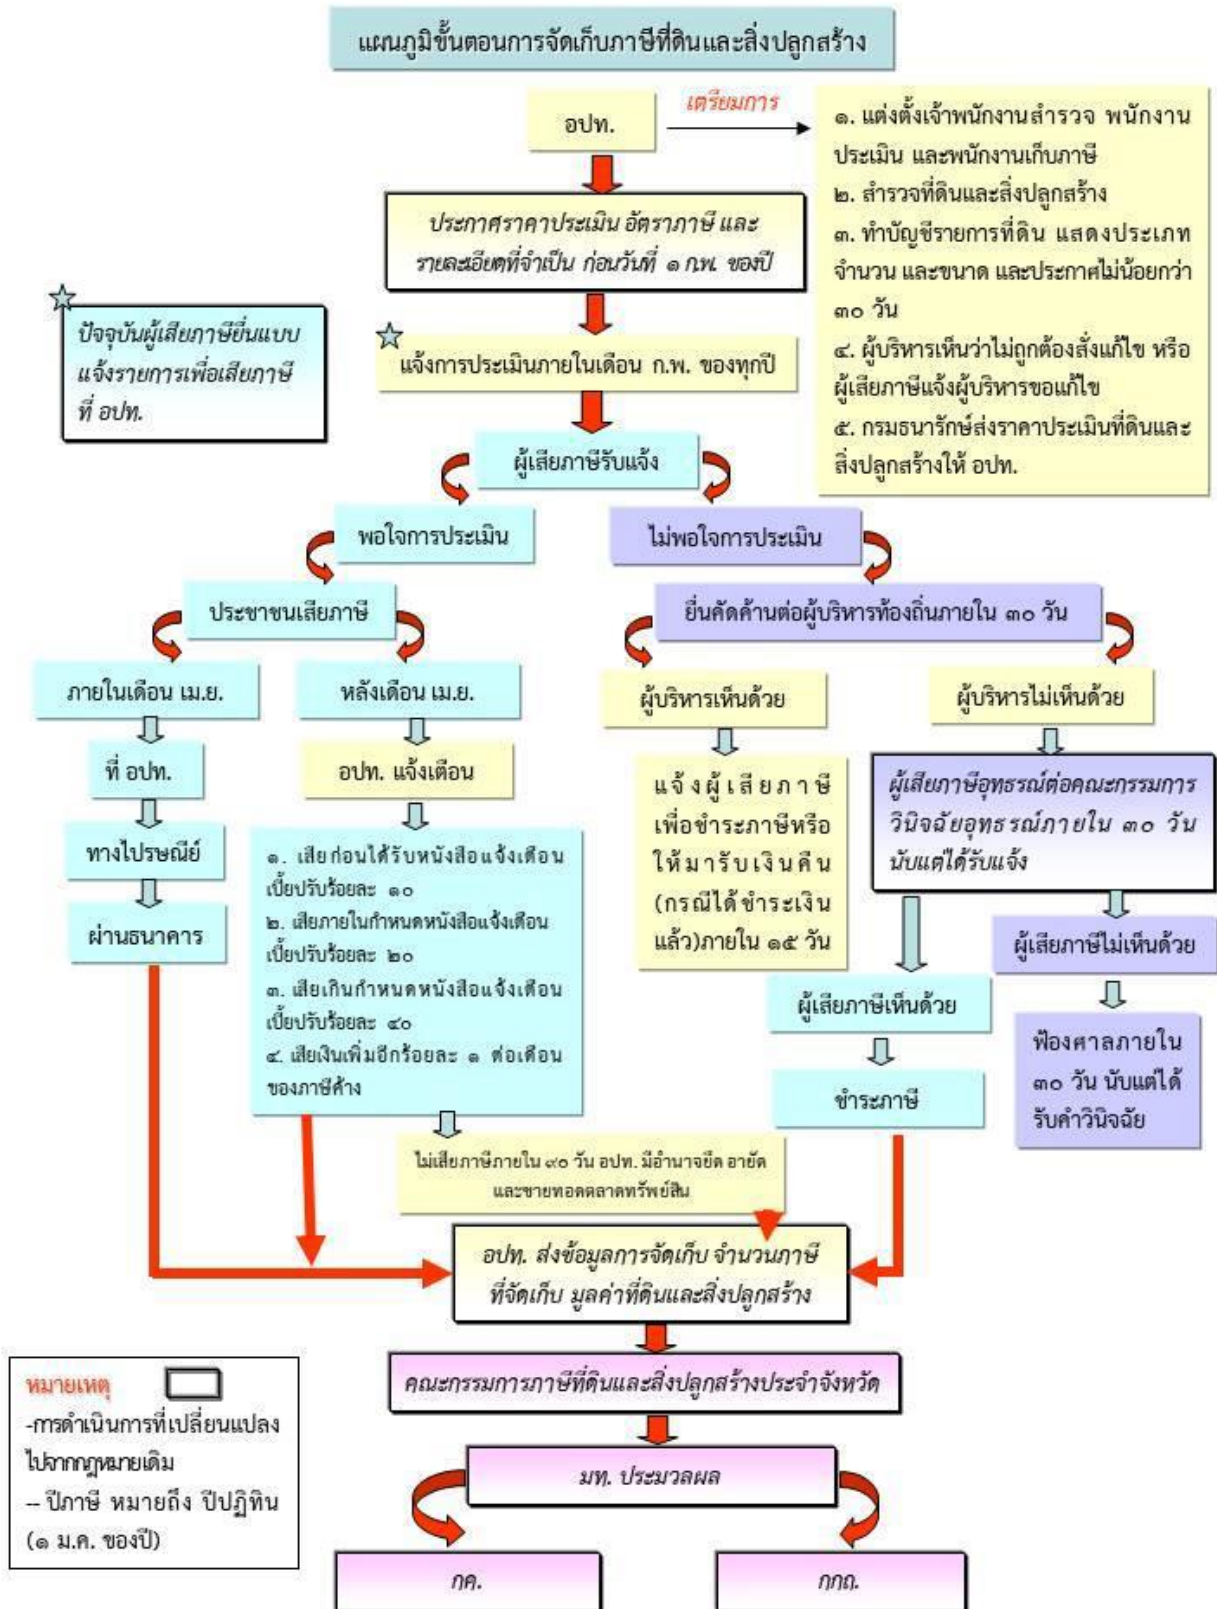 แผนภูมิขั้นตอนการจัดเก็บภาษีที่ดินและสิ่งปลูกสร้าง
อปท.
เตรียมการ
๑. แต่งตั้งเจ้าพนักงานสำรวจ พนักงาน
ประเมิน และพนักงานเก็บภาษี
๒. สำรวจที่ดินและสิ่งปลูกสร้าง
๓. ทำบัญชีรายการที่ดิน แสดงประเภท
จำนวน และขนาด และประกาศไม่น้อยกว่า
๓๐ วัน
๔. ผู้บริหารเห็นว่าไม่ถูกต้องสั่งแก้ไข หรือ
ผู้เสียภาษีแจ้งผู้บริหารขอแก้ไข
๕. กรมธนารักษ์ส่งราคาประเมินที่ดินและ
สิ่งปลูกสร้างให้ อปท.
ประกาศราคาประเมิน อัตราภาษี และ
รายละเอียดที่จำเป็น ก่อนวันที่ ๑ ก.พ. ของปี
ปัจจุบันผู้เสียภาษียื่นแบบ
แจ้งรายการเพื่อเสียภาษี
ที่ อปท.
แจ้งการประเมินภายในเดือน ก.พ. ของทุกปี
ผู้เสียภาษีรับแจ้ง
พอใจการประเมิน
ไม่พอใจการประเมิน
ประชาชนเสียภาษี
ยื่นคัดค้านต่อผู้บริหารท้องถิ่นภายใน ๓๐ วัน
ภายในเดือน เม.ย.
หลังเดือน เม.ย.
ผู้บริหารเห็นด้วย
ผู้บริหารไม่เห็นด้วย
ที่ อปท.
ทางไปรษณีย์
ผ่านธนาคาร
อปท. แจ้งเตือน
๑. เสียก่อนได้รับหนังสือแจ้งเตือน
เบี้ยปรับร้อยละ ๑๐
๒. เสียภายในกำหนดหนังสือแจ้งเตือน
เบี้ยปรับร้อยละ ๒๐
๓. เสียเกินกำหนดหนังสือแจ้งเตือน
เบี้ยปรับร้อยละ ๔๐
๔. เสียเงินเพิ่มอีกร้อยละ ๑ ต่อเดือน
ของภาษีค้าง
แจ้งผู้เสียภาษี
เพื่อชำระภาษีหรือ
ให้มารับเงินคืน
(กรณีได้ชำระเงิน
แล้ว)ภายใน ๑๕ วัน
ผู้เสียภาษีอุทธรณ์ต่อคณะกรรมการ
วินิจฉัยอุทธรณ์ภายใน ๓๐ วัน
นับแต่ได้รับแจ้ง
ผู้เสียภาษีไม่เห็นด้วย
ผู้เสียภาษีเห็นด้วย
ฟ้องศาลภายใน
๓๐ วัน นับแต่ได้
รับคำวินิจฉัย
ชำระภาษี
ไม่เสียภาษีภายใน ๙๐ วัน อปท. มีอำนาจยึด อายัด
และขายทอดตลาดทรัพย์สิน
อปท. ส่งข้อมูลการจัดเก็บ จำนวนภาษี
ที่จัดเก็บ มูลค่าที่ดินและสิ่งปลูกสร้าง
คณะกรรมการภาษีที่ดินและสิ่งปลูกสร้างประจำจังหวัด
มท. ประมวลผล
กค.
กกถ.
หมายเหตุ
-การดำเนินการที่เปลี่ยนแปลง
ไปจากกฎหมายเดิม
-- ปีภาษี หมายถึง ปีปฏิทิน
(๑ ม.ค. ของปี)